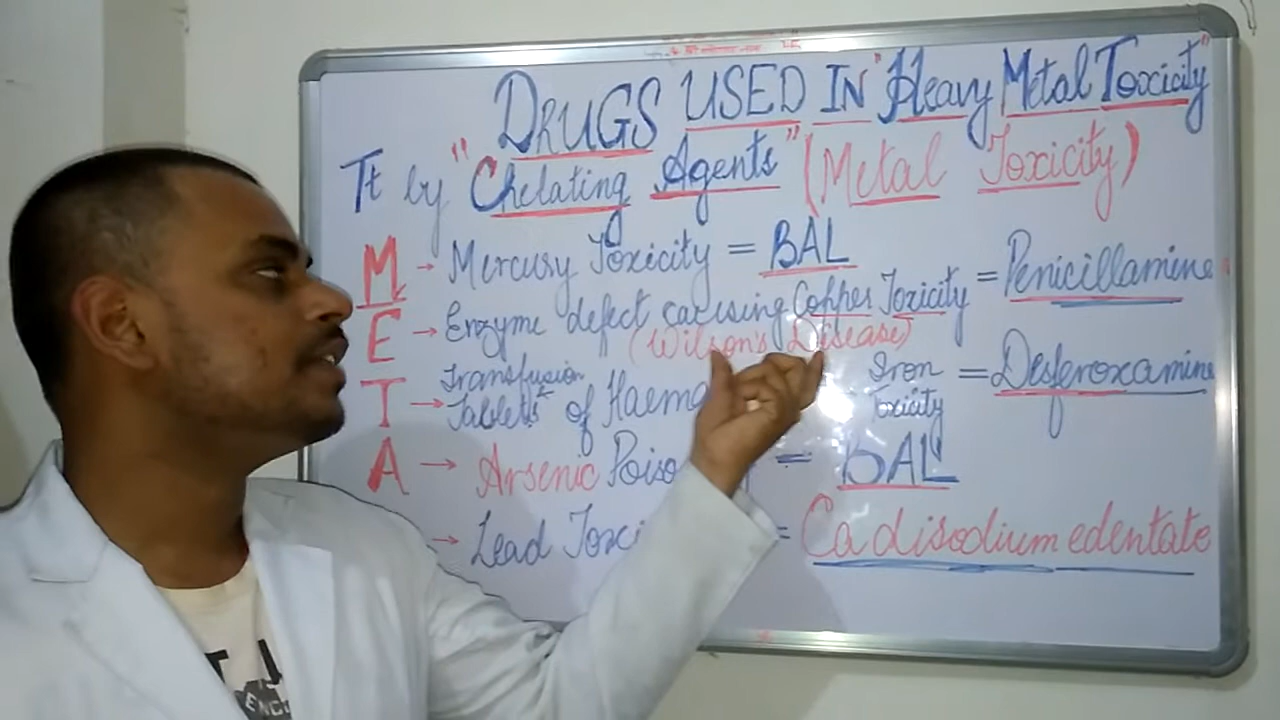 DRUGS USED IN "Heavy Metal Toxicity"
Tt by "Chelating Agents" (Metal Toxicity)
M → Mercury Toxicity = BAL
E → Enzyme defect causing Copper Toxicity = Penicillamine
(Wilson's Disease)
T → Transfusion Tablets of Haema Iron Toxicity = Desferoxamine
A → Arsenic Poiso = BAL
→ Lead Toxci = Ca disodium edentate